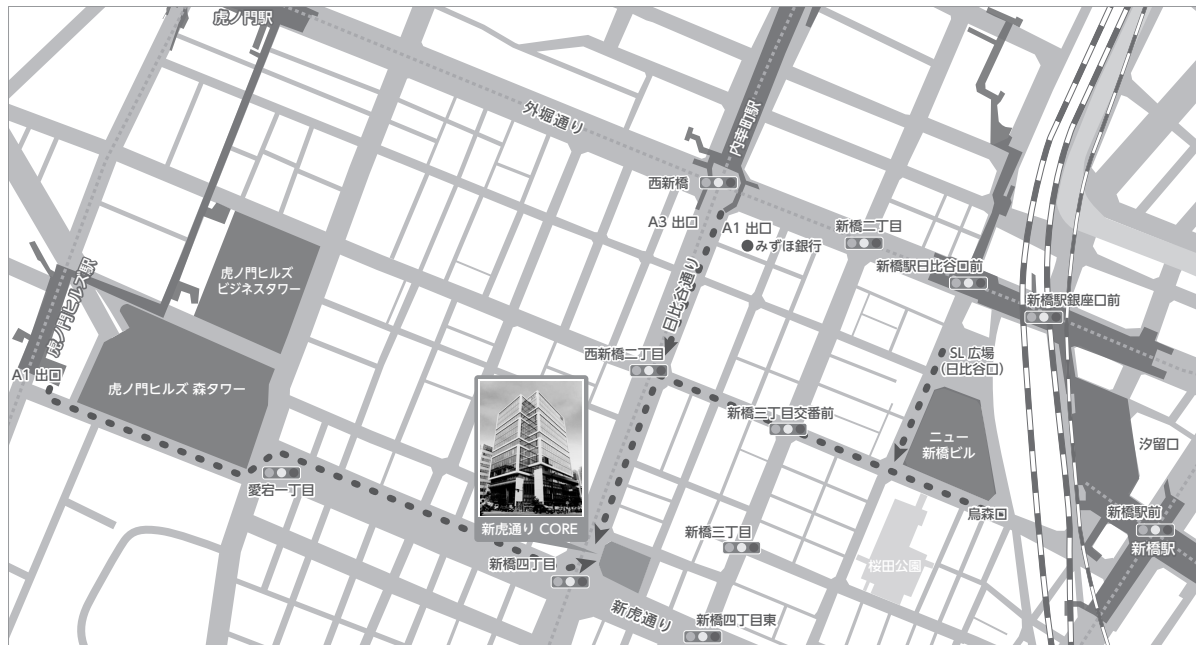 虎ノ門駅
外堀通り
内幸町駅
西新橋
A3 出口
A1 出口
みずほ銀行
新橋二丁目
新橋駅日比谷口前
新橋駅銀座口前
虎ノ門ヒルズ
ビジネスタワー
虎ノ門ヒルズ駅
日比谷通り
A1 出口
虎ノ門ヒルズ 森タワー
西新橋二丁目
SL 広場
(日比谷口)
新橋三丁目交番前
ニュー
新橋ビル
汐留口
愛宕一丁目
烏森口
新橋駅前
新橋駅
新虎通り CORE
新橋三丁目
新橋四丁目
桜田公園
新虎通り
新橋四丁目東